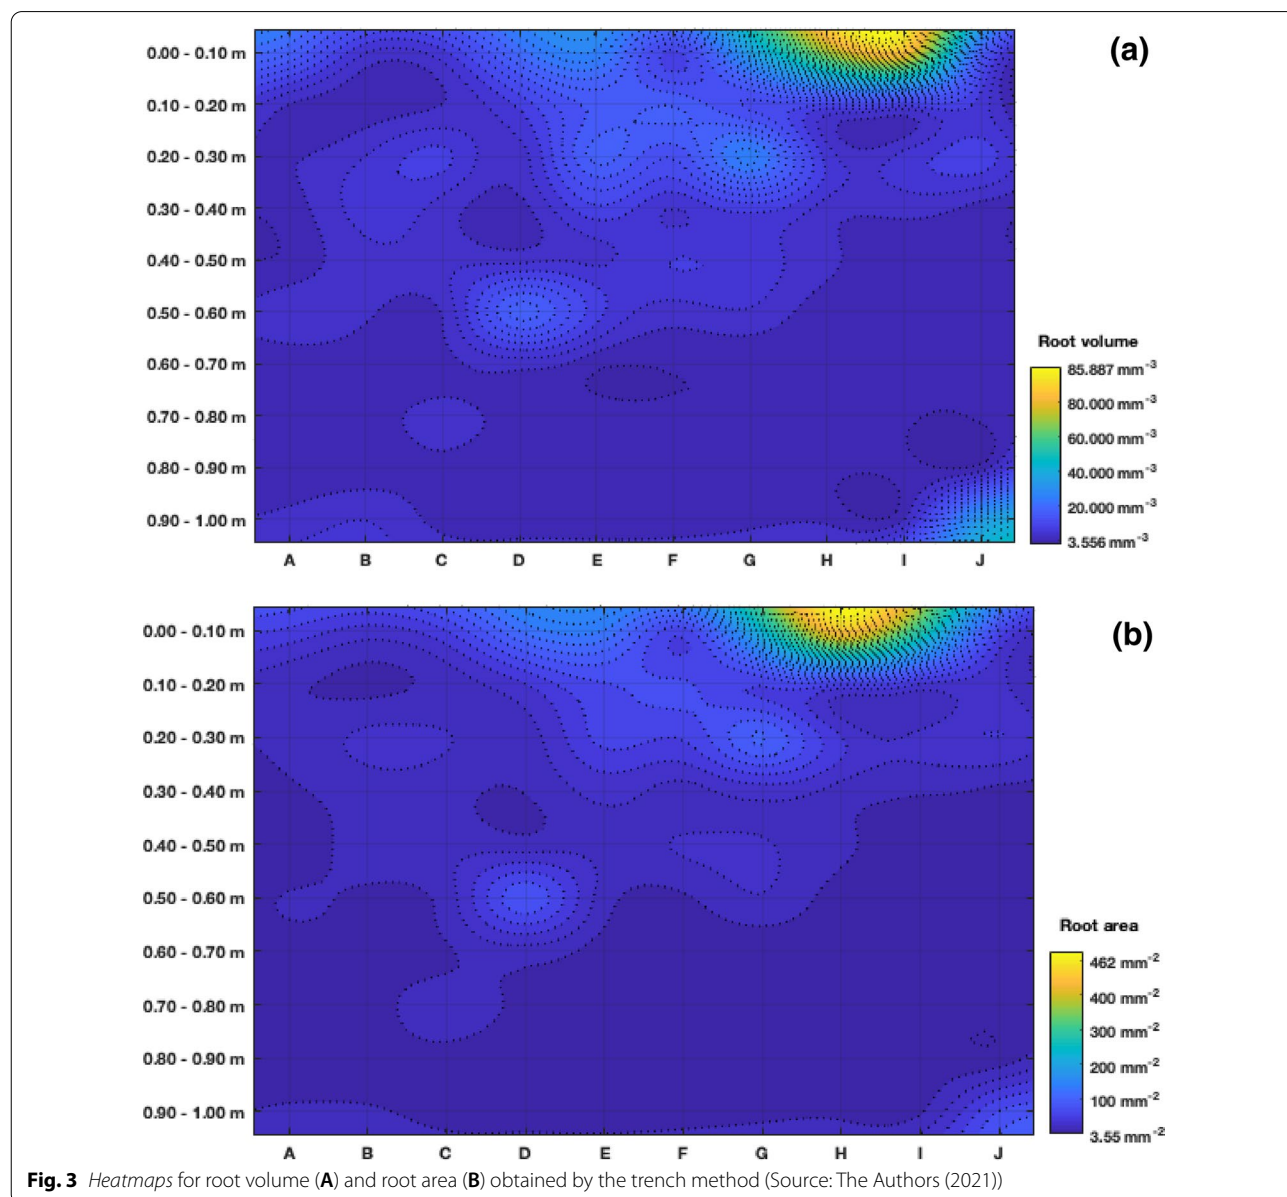 (a)
0.00 - 0.10 m
0.10 - 0.20 m
0.20 - 0.30 m
0.30 - 0.40 m
0.40 - 0.50 m
0.50 - 0.60 m
0.60 - 0.70 m
0.70 - 0.80 m
0.80 - 0.90 m
0.90 - 1.00 m
A B C D E F G H I J
Root volume
85.887 mm⁻³
80.000 mm⁻³
60.000 mm⁻³
40.000 mm⁻³
20.000 mm⁻³
3.556 mm⁻³
(b)
0.00 - 0.10 m
0.10 - 0.20 m
0.20 - 0.30 m
0.30 - 0.40 m
0.40 - 0.50 m
0.50 - 0.60 m
0.60 - 0.70 m
0.70 - 0.80 m
0.80 - 0.90 m
0.90 - 1.00 m
A B C D E F G H I J
Root area
462 mm⁻²
400 mm⁻²
300 mm⁻²
200 mm⁻²
100 mm⁻²
3.55 mm⁻²
Fig. 3 Heatmaps for root volume (A) and root area (B) obtained by the trench method (Source: The Authors (2021))